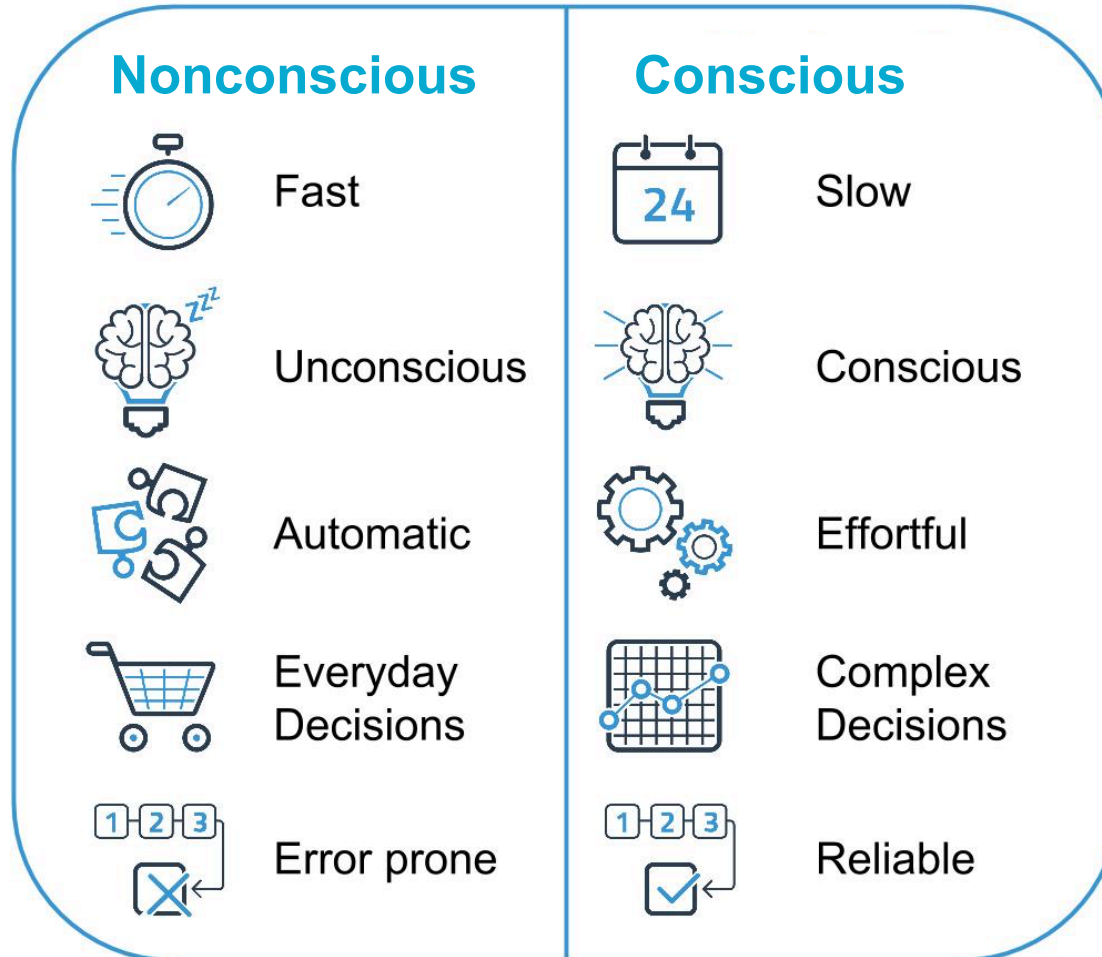 Nonconscious
Fast
zzz
Unconscious
Automatic
Everyday
Decisions
1 2 3
Error prone
Conscious
24
Slow
Conscious
Effortful
Complex
Decisions
1 2 3
Reliable